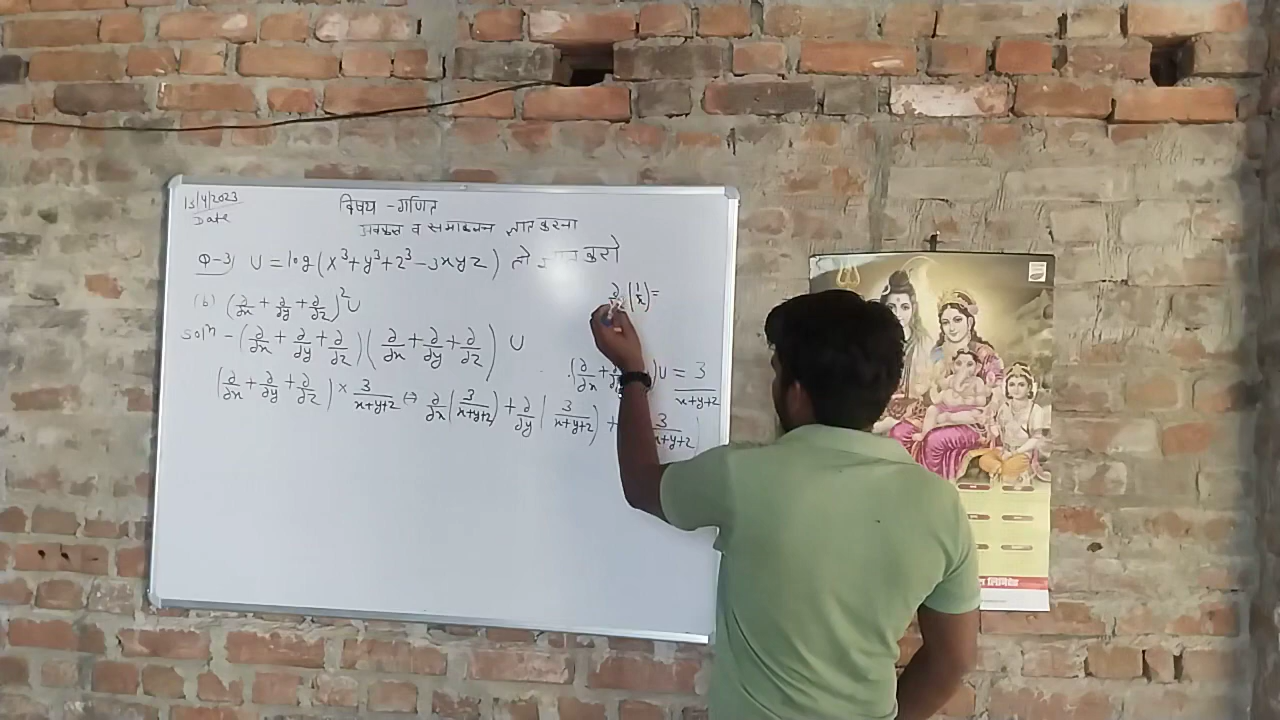 13/4/2023
Date
विषय - गणित
अवकलन व समाकलन ज्ञात करना
Q-3) U = log(x³+y³+z³-3xyz) तो ज्ञात करो
(b) (∂/∂x + ∂/∂y + ∂/∂z)² U
∂/∂x (1/x) =
soln - (∂/∂x + ∂/∂y + ∂/∂z) (∂/∂x + ∂/∂y + ∂/∂z) U
(∂/∂x + )U = 3/(x+y+z)
(∂/∂x + ∂/∂y + ∂/∂z) × 3/(x+y+z) ⇒ ∂/∂x (3/(x+y+z)) + ∂/∂y (3/(x+y+z)) + 3/(x+y+z))
लिमिटेड